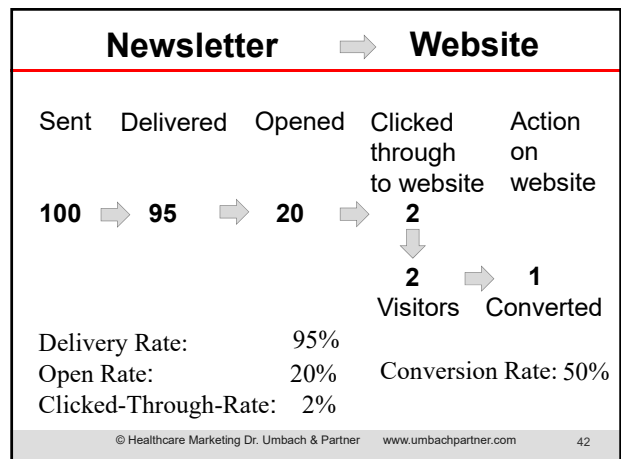 Newsletter Website
Sent Delivered Opened Clicked through to website Action on website
100 95 20 2
2 1
Visitors Converted
Delivery Rate: 95%
Open Rate: 20% Conversion Rate: 50%
Clicked-Through-Rate: 2%
© Healthcare Marketing Dr. Umbach & Partner www.umbachpartner.com 42